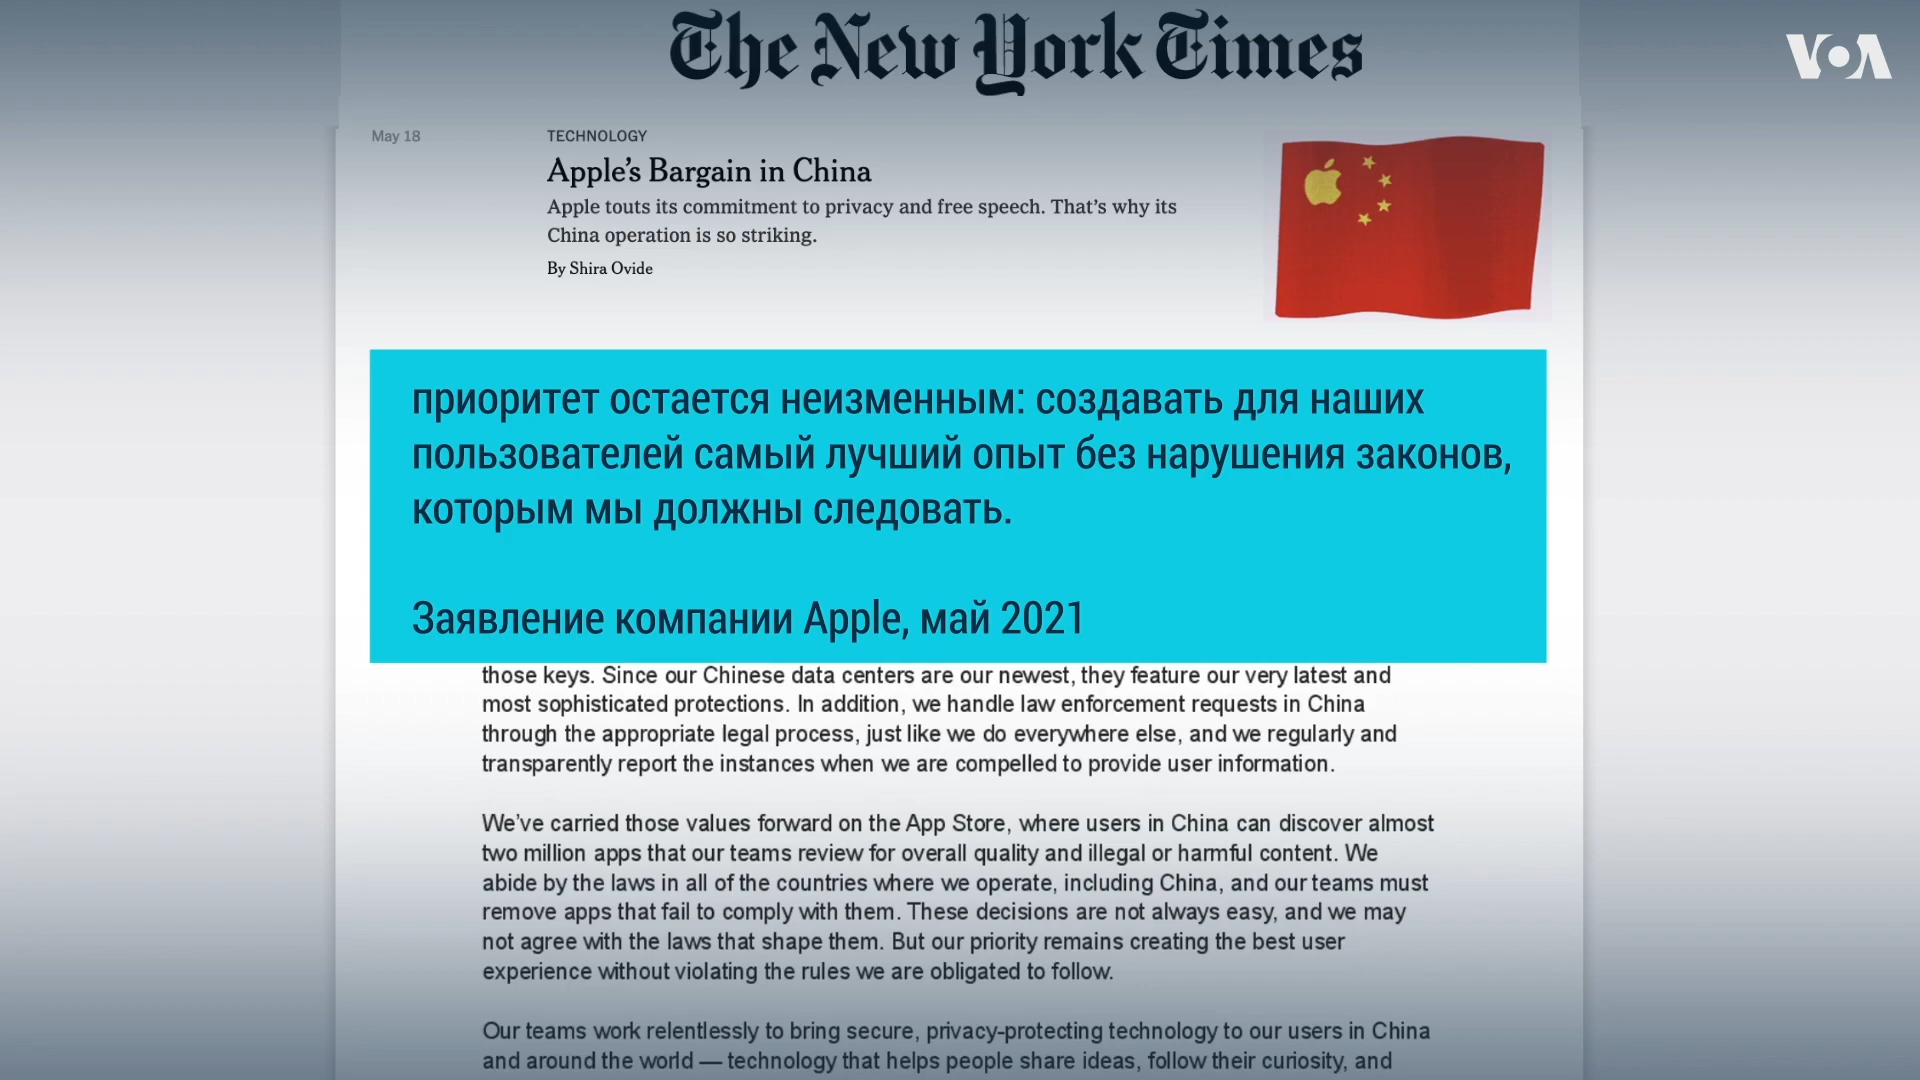 The New York Times
VOA
May 18
TECHNOLOGY
Apple’s Bargain in China
Apple touts its commitment to privacy and free speech. That’s why its
China operation is so striking.
By Shira Ovide
приоритет остается неизменным: создавать для наших
пользователей самый лучший опыт без нарушения законов,
которым мы должны следовать.
Заявление компании Apple, май 2021
those keys. Since our Chinese data centers are our newest, they feature our very latest and
most sophisticated protections. In addition, we handle law enforcement requests in China
through the appropriate legal process, just like we do everywhere else, and we regularly and
transparently report the instances when we are compelled to provide user information.
We’ve carried those values forward on the App Store, where users in China can discover almost
two million apps that our teams review for overall quality and illegal or harmful content. We
abide by the laws in all of the countries where we operate, including China, and our teams must
remove apps that fail to comply with them. These decisions are not always easy, and we may
not agree with the laws that shape them. But our priority remains creating the best user
experience without violating the rules we are obligated to follow.
Our teams work relentlessly to bring secure, privacy-protecting technology to our users in China
and around the world — technology that helps people share ideas, follow their curiosity, and